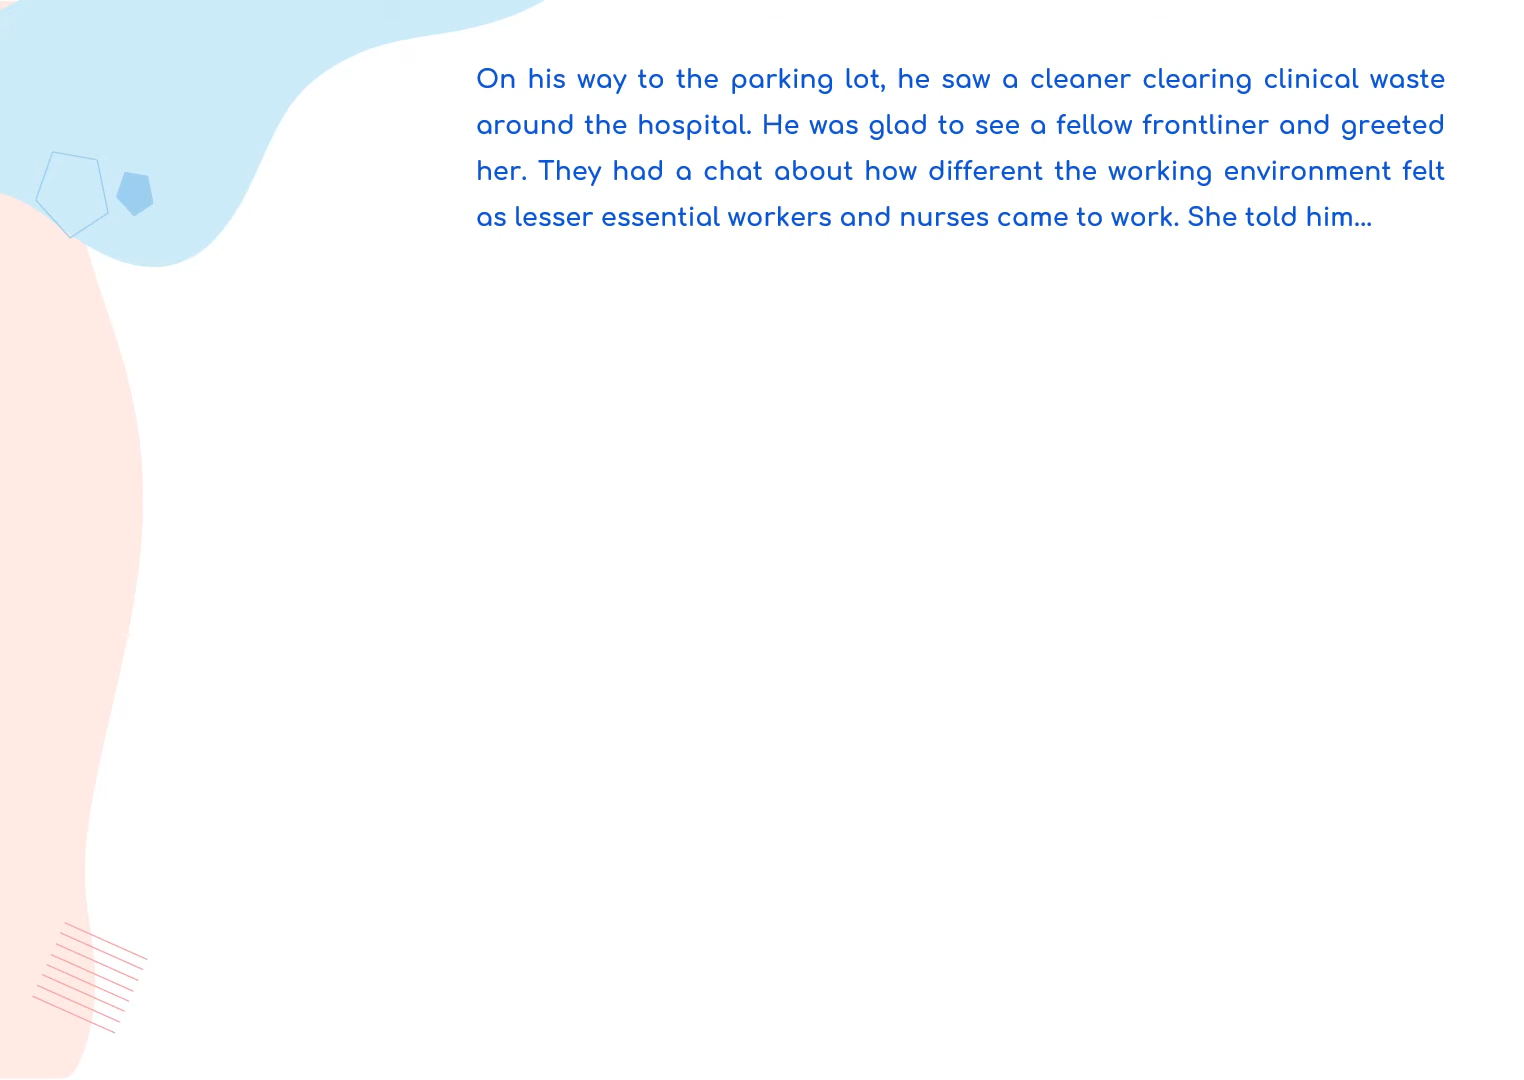 On his way to the parking lot, he saw a cleaner clearing clinical waste
around the hospital. He was glad to see a fellow frontliner and greeted
her. They had a chat about how different the working environment felt
as lesser essential workers and nurses came to work. She told him...